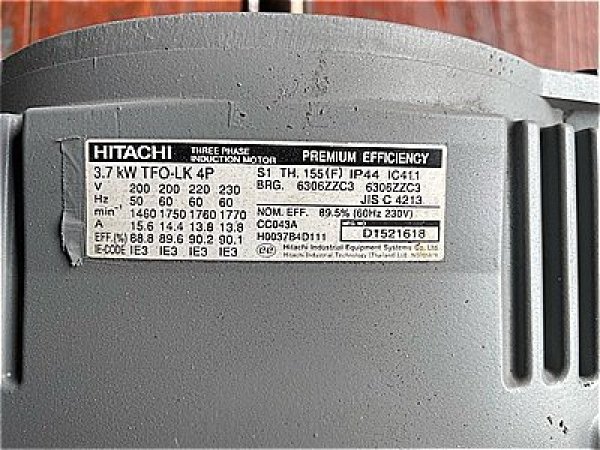 HITACHI THREE PHASE INDUCTION MOTOR PREMIUM EFFICIENCY
3.7 kW TFO-LK 4P S1 TH. 155(F) IP44 IC411
V 200 200 220 230 BRG. 6306ZZC3 6306ZZC3
Hz 50 60 60 60 JIS C 4213
min⁻¹ 1460 1750 1760 1770 NOM. EFF. 89.5% (60Hz 230V)
A 15.6 14.4 13.8 13.8 CC043A
EFF.(%) 88.8 89.6 90.2 90.1 H0037B4D111 D1521618
IE-CODE IE3 IE3 IE3 IE3 Hitachi Industrial Equipment Systems Co., Ltd.
Hitachi Industrial Technology (Thailand) Ltd.